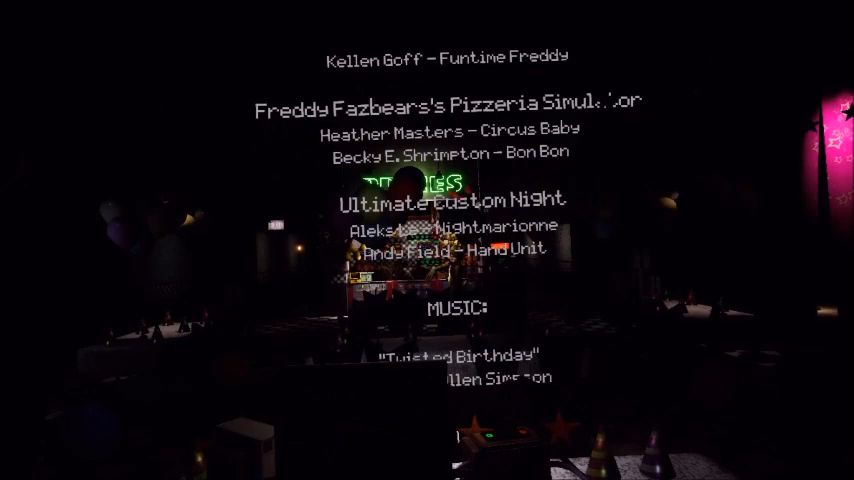 Kellen Goff - Funtime Freddy
Freddy Fazbears's Pizzeria
Heather Masters - Circus Baby
Becky E. Shrimpton - Bon Bon
Ultimate Custom Night
Nightmarionne
Andy Field - Hand Unit
MUSIC:
"Twisted Birthday"